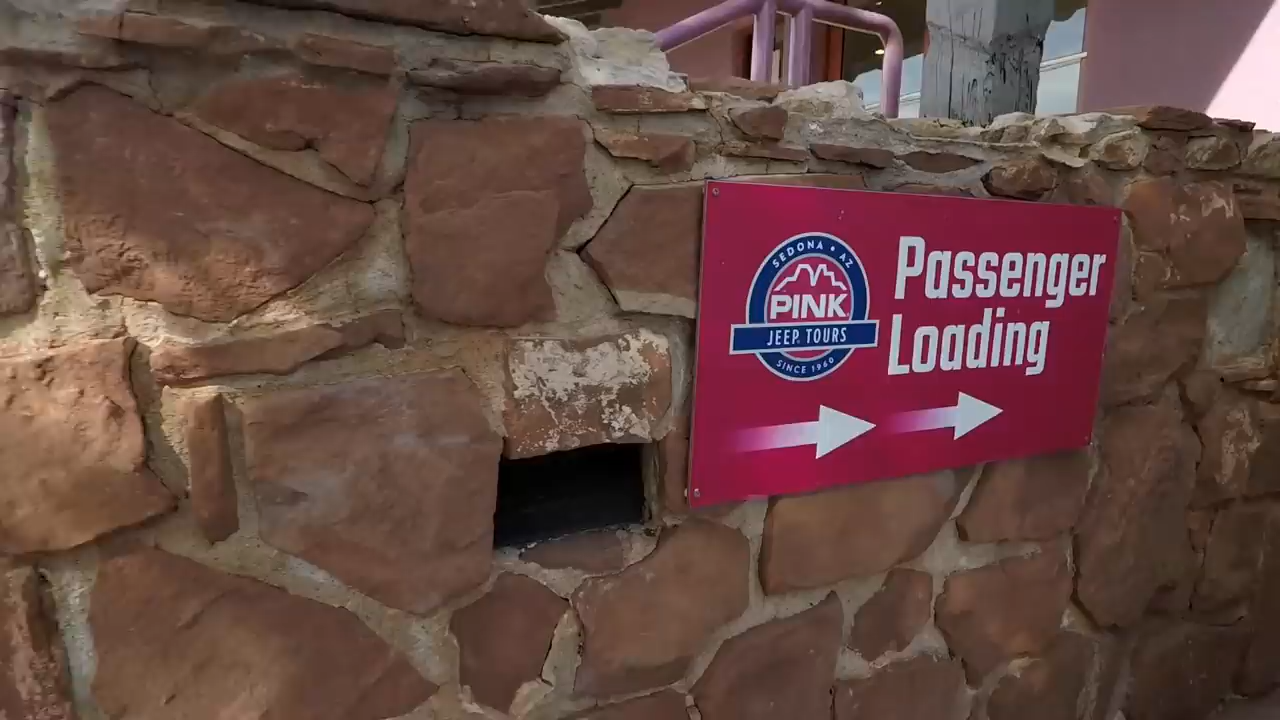 SEDONA • AZ
PINK
JEEP TOURS
SINCE 1960
Passenger
Loading